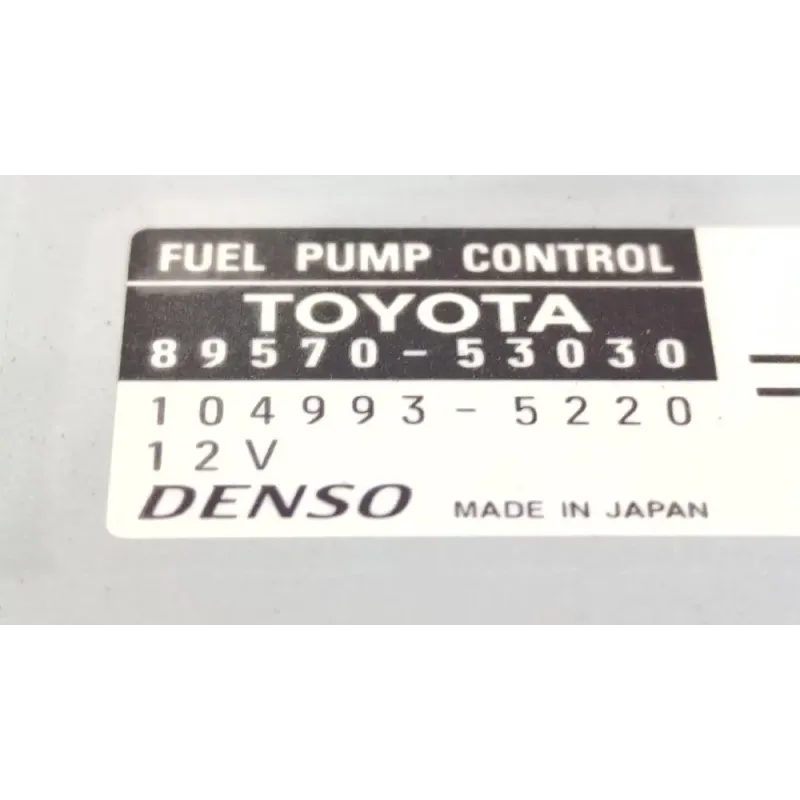 FUEL PUMP CONTROL
TOYOTA
89570-53030
104993-5220
12V
DENSO MADE IN JAPAN